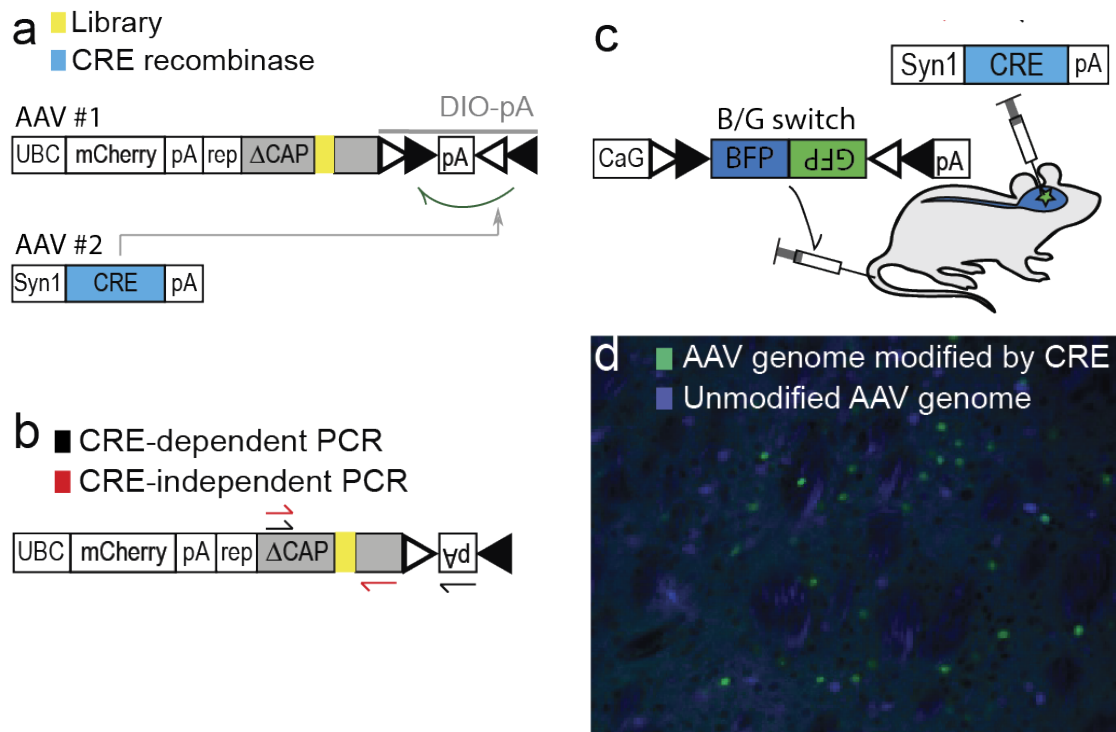 a
Library
CRE recombinase
AAV #1
DIO-pA
UBC mCherry pA rep ΔCAP pA
AAV #2
Syn1 CRE pA
b
CRE-dependent PCR
CRE-independent PCR
UBC mCherry pA rep ΔCAP pA
c
Syn1 CRE pA
B/G switch
CaG BFP GFP pA
d
AAV genome modified by CRE
Unmodified AAV genome